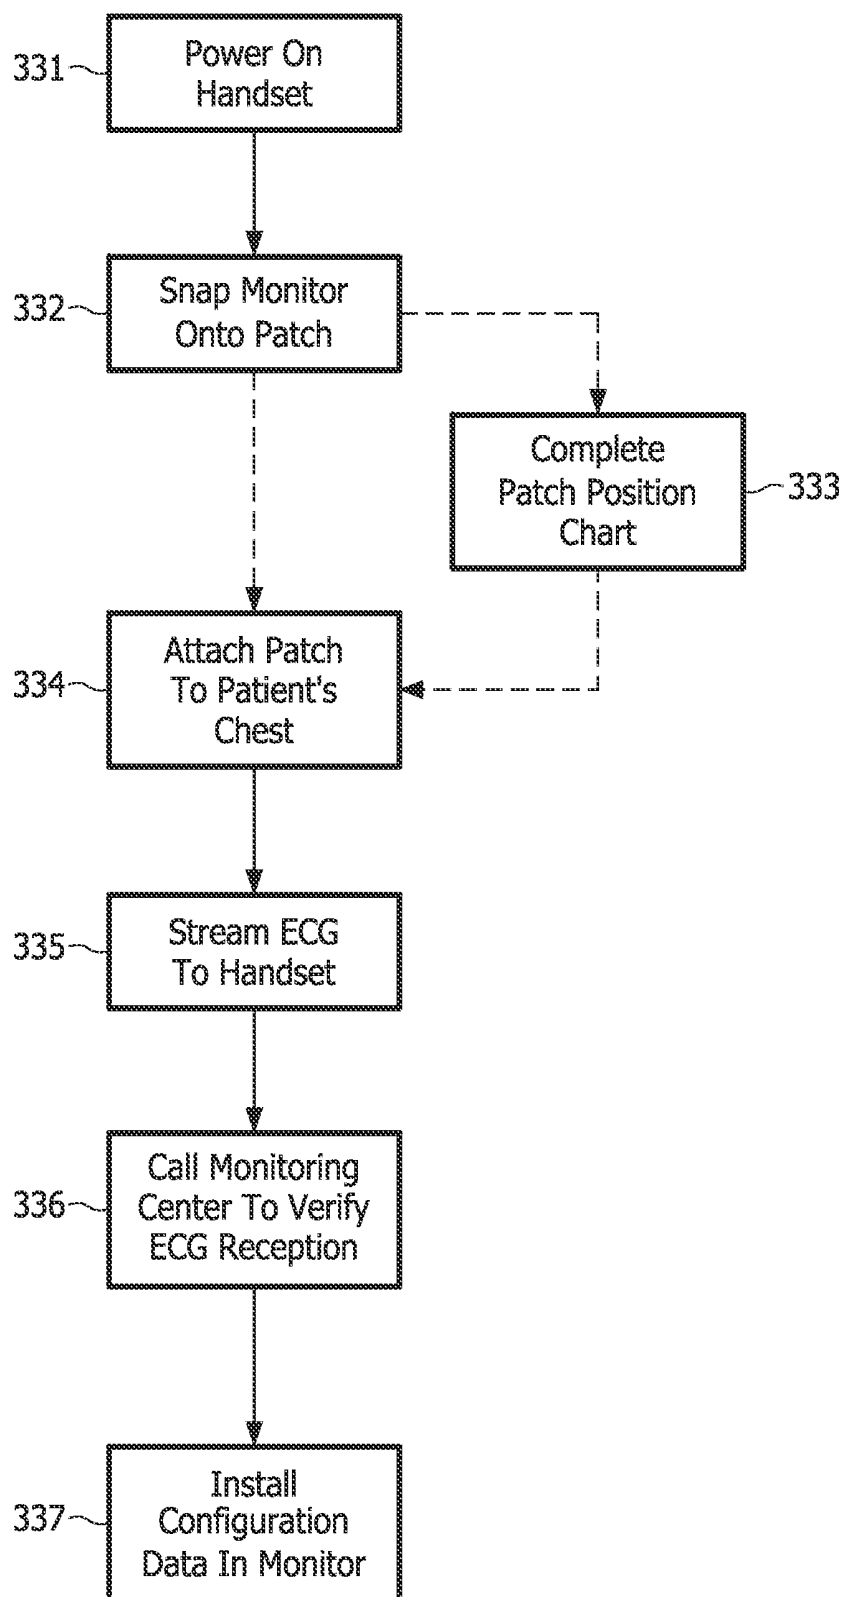 331
Power On
Handset
332
Snap Monitor
Onto Patch
Complete
Patch Position
Chart
333
334
Attach Patch
To Patient's
Chest
335
Stream ECG
To Handset
336
Call Monitoring
Center To Verify
ECG Reception
337
Install
Configuration
Data In Monitor